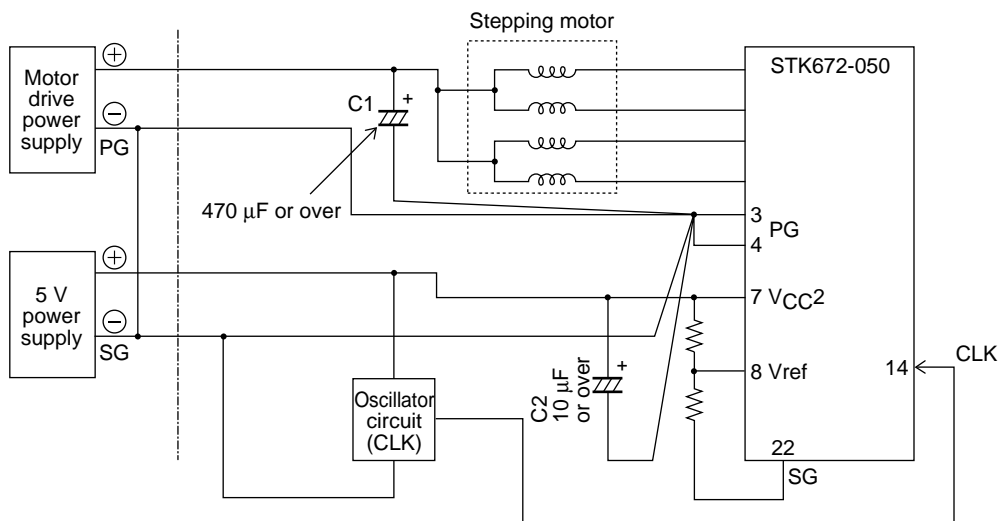 Stepping motor
Motor
drive
power
supply
+
−
PG
C1
+
470 μF or over
STK672-050
3
PG
4
5 V
power
supply
+
−
SG
7 VCC2
8 Vref
14
CLK
Oscillator
circuit
(CLK)
C2
10 μF
or over
+
22
SG